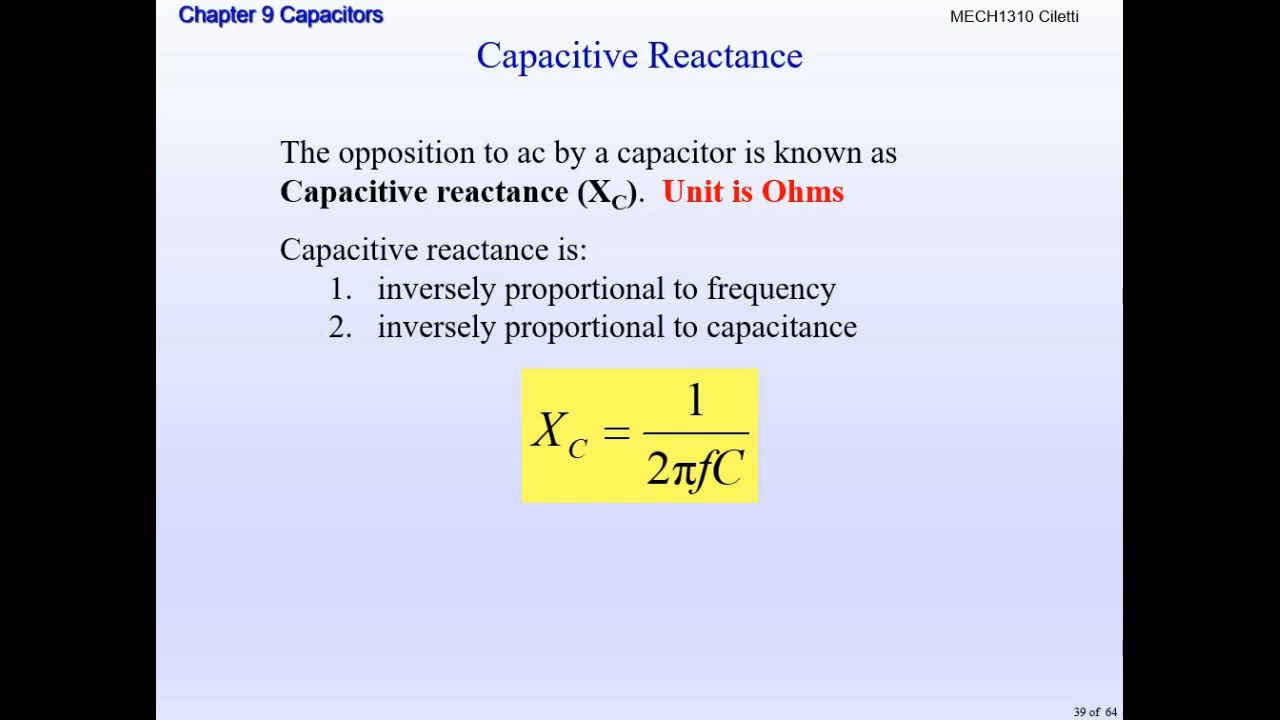 Chapter 9 Capacitors
MECH1310 Ciletti
Capacitive Reactance
The opposition to ac by a capacitor is known as
Capacitive reactance (X_C). Unit is Ohms
Capacitive reactance is:
1. inversely proportional to frequency
2. inversely proportional to capacitance
X_C = 1 / 2πfC
39 of 64